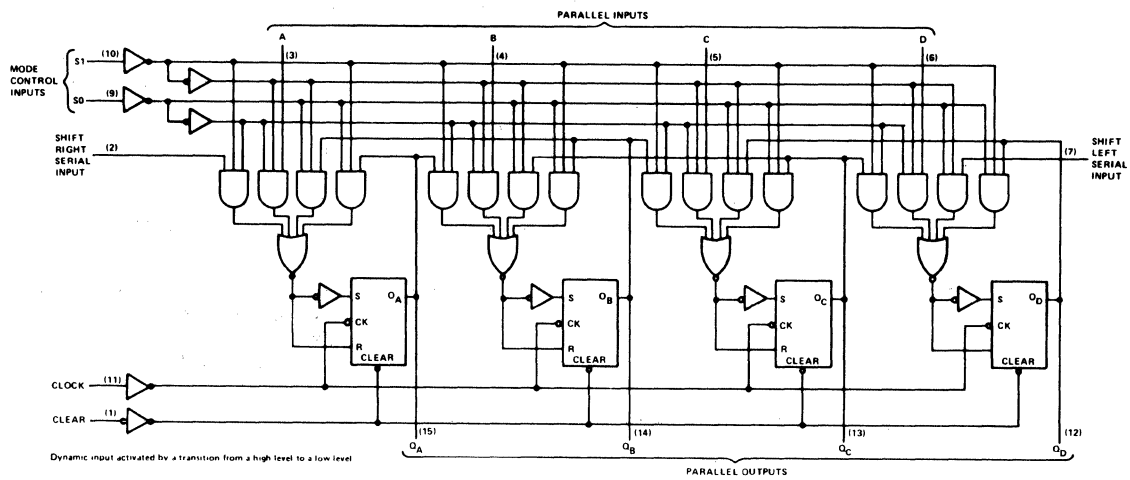 PARALLEL INPUTS
A B C D
(3) (4) (5) (6)
MODE
CONTROL
INPUTS
S1 (10)
S0 (9)
SHIFT
RIGHT
SERIAL
INPUT
(2)
(7)
SHIFT
LEFT
SERIAL
INPUT
S QA
CK
R
CLEAR
S QB
CK
R
CLEAR
S QC
CK
R
CLEAR
S QD
CK
R
CLEAR
CLOCK (11)
CLEAR (1)
(15) (14) (13) (12)
QA QB QC QD
Dynamic input activated by a transition from a high level to a low level
PARALLEL OUTPUTS